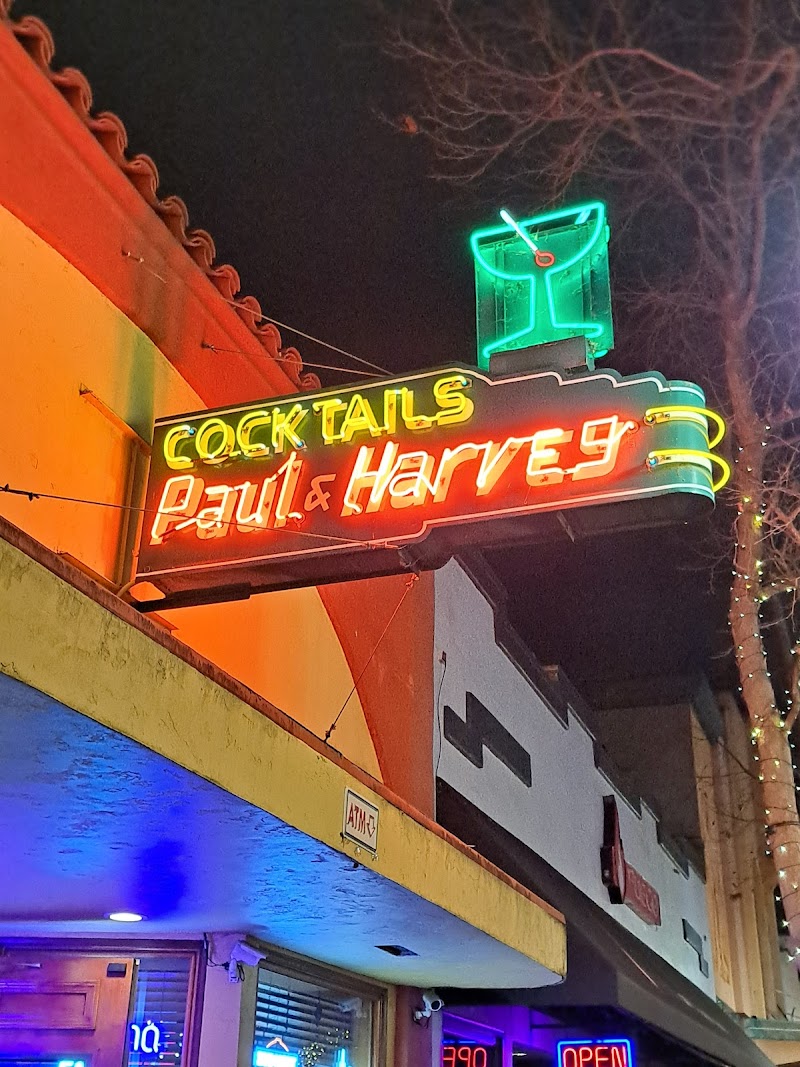 COCKTAILS
Paul & Harvey
ATM
OPEN